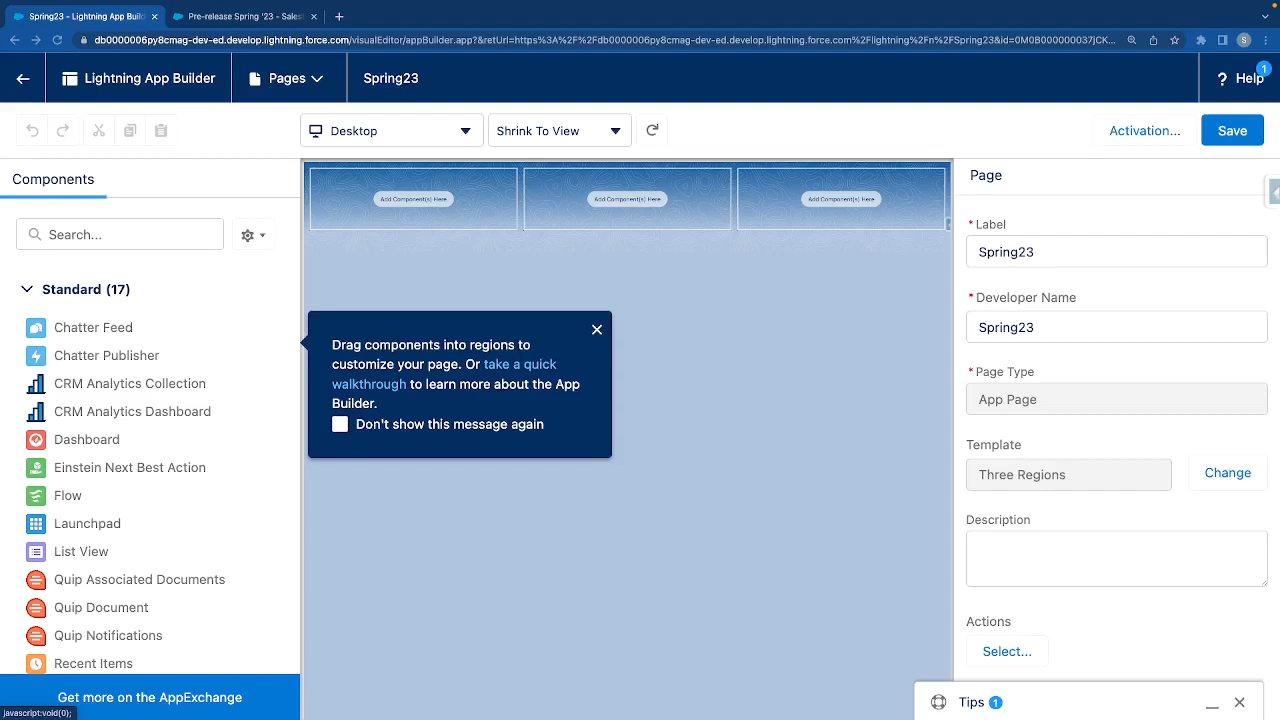 Spring23 - Lightning App Build
Pre-release Spring '23 - Sales
db0000006py8cmag-dev-ed.develop.lightning.force.com/visualEditor/appBuilder.app?&retUrl=https%3A%2F%2Fdb0000006py8cmag-dev-ed.develop.lightning.force.com%2Flightning%2Fn%2FSpring23&id=0M0B000000037jCK...
S
Lightning App Builder
Pages
Spring23
? Help
1
Desktop
Shrink To View
Activation...
Save
Components
Search...
Standard (17)
Chatter Feed
Chatter Publisher
CRM Analytics Collection
CRM Analytics Dashboard
Dashboard
Einstein Next Best Action
Flow
Launchpad
List View
Quip Associated Documents
Quip Document
Quip Notifications
Recent Items
Get more on the AppExchange
javascript:void(0);
Add Component(s) Here
Add Component(s) Here
Add Component(s) Here
Drag components into regions to
customize your page. Or take a quick
walkthrough to learn more about the App
Builder.
Don't show this message again
Page
* Label
Spring23
* Developer Name
Spring23
* Page Type
App Page
Template
Three Regions
Change
Description
Actions
Select...
Tips 1